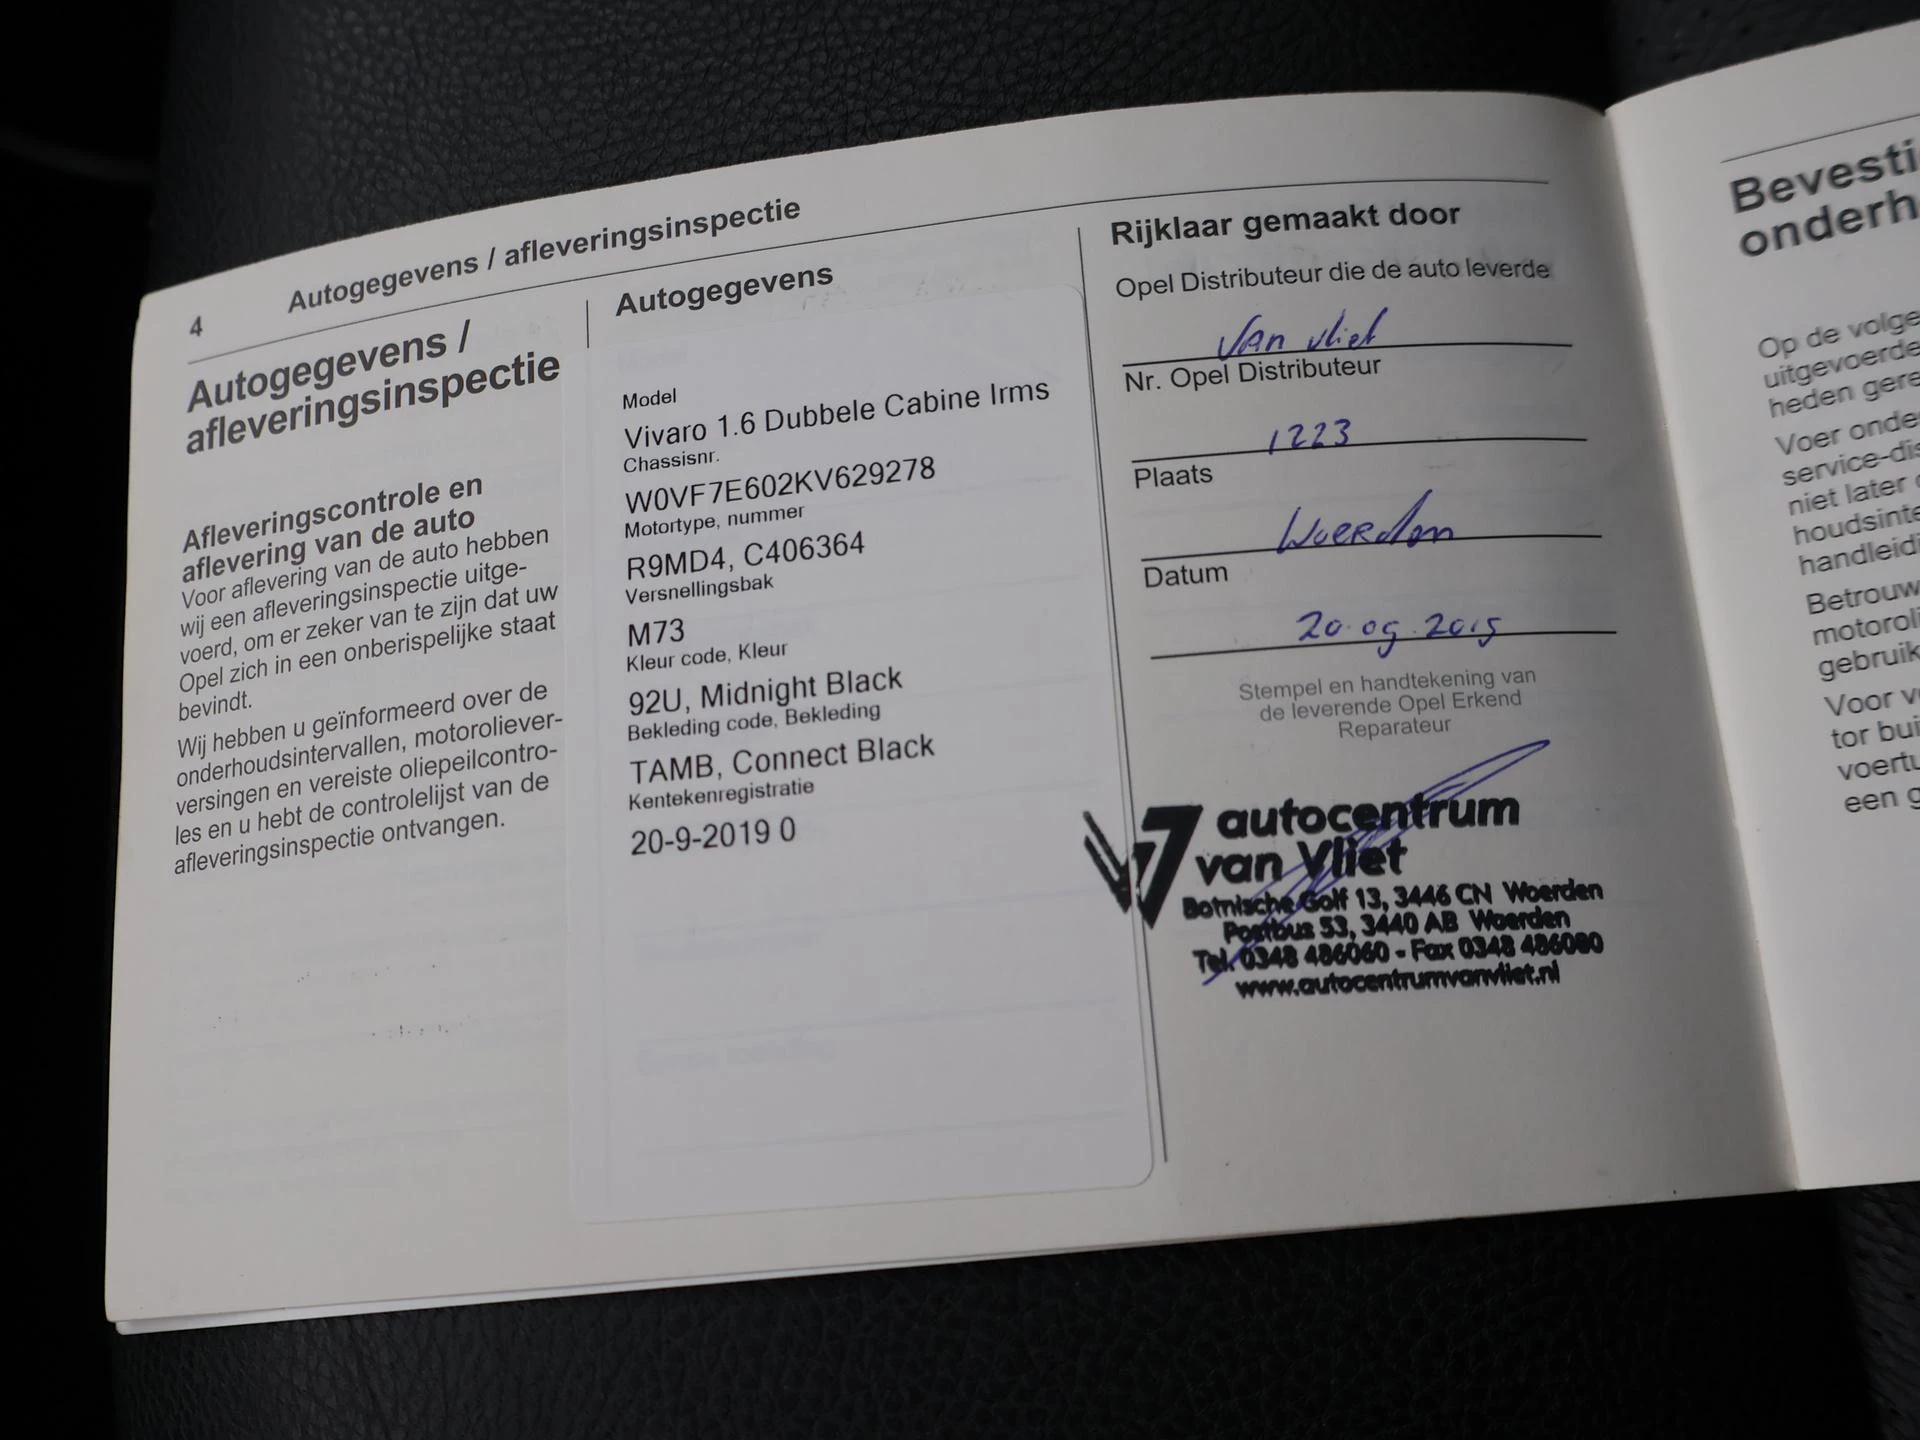 4
Autogegevens / afleveringsinspectie
Autogegevens /
afleveringsinspectie
Afleveringscontrole en
aflevering van de auto
Voor aflevering van de auto hebben
wij een afleveringsinspectie uitge-
voerd, om er zeker van te zijn dat uw
Opel zich in een onberispelijke staat
bevindt.
Wij hebben u geïnformeerd over de
onderhoudsintervallen, motoroliever-
versingen en vereiste oliepeilcontro-
les en u hebt de controlelijst van de
afleveringsinspectie ontvangen.
Autogegevens
Model
Vivaro 1.6 Dubbele Cabine Irms
Chassisnr.
W0VF7E602KV629278
Motortype, nummer
R9MD4, C406364
Versnellingsbak
M73
Kleur code, Kleur
92U, Midnight Black
Bekleding code, Bekleding
TAMB, Connect Black
Kentekenregistratie
20-9-2019 0
Rijklaar gemaakt door
Opel Distributeur die de auto leverde
Van Vliet
Nr. Opel Distributeur
1223
Plaats
Woerden
Datum
20.09.2019
Stempel en handtekening van
de leverende Opel Erkend
Reparateur
autocentrum
van Vliet
Botnische Golf 13, 3446 CN Woerden
Postbus 53, 3440 AB Woerden
Tel. 0348 486060 - Fax 0348 486080
www.autocentrumvanvliet.nl
Bevesti
onderh
Op de volge
uitgevoerde
heden gere
Voer onde
service-dis
niet later
houdsinte
handleidi
Betrouw
motoroli
gebruik
Voor v
tor bui
voertu
een g